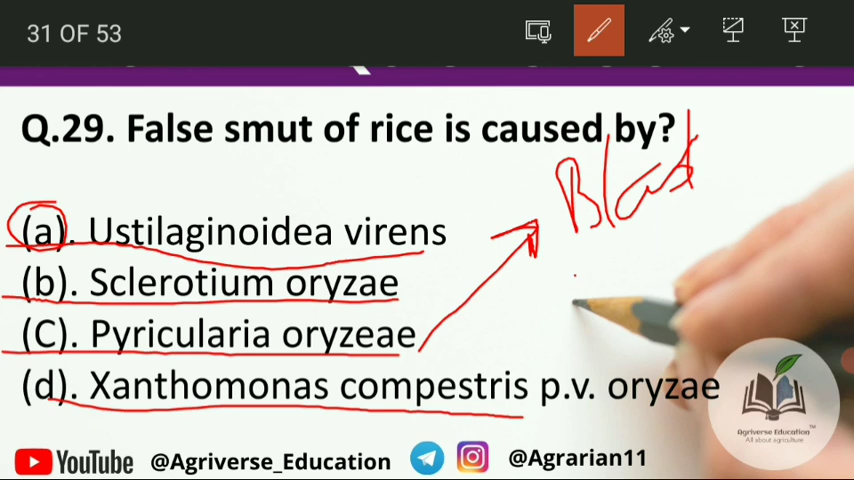 31 OF 53
Q.29. False smut of rice is caused by?
Blast
(a). Ustilaginoidea virens
(b). Sclerotium oryzae
(C). Pyricularia oryzeae
(d). Xanthomonas compestris p.v. oryzae
Agriverse Education™
All about agriculture
YouTube @Agriverse_Education @Agrarian11